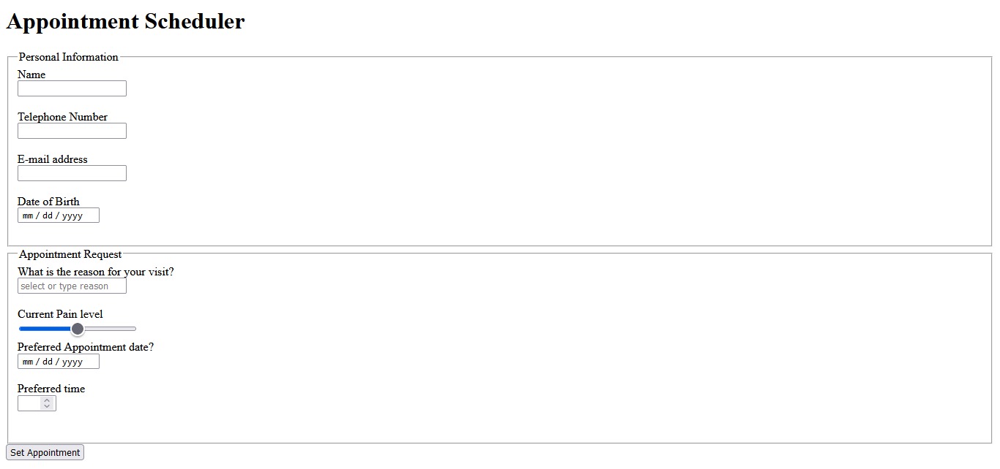 Appointment Scheduler
Personal Information
Name
Telephone Number
E-mail address
Date of Birth
mm / dd / yyyy
Appointment Request
What is the reason for your visit?
select or type reason
Current Pain level
Preferred Appointment date?
mm / dd / yyyy
Preferred time
Set Appointment